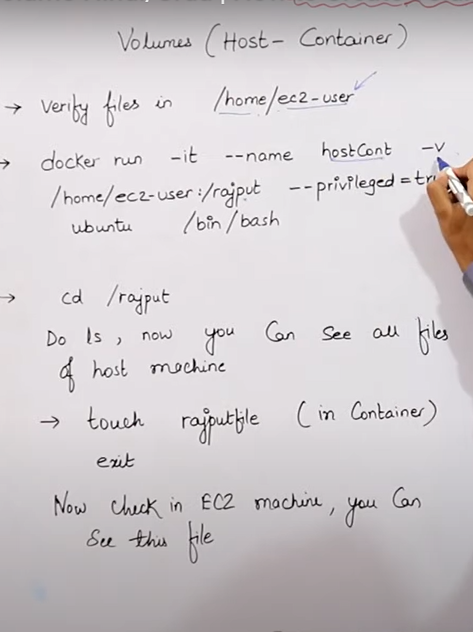 Volumes (Host- Container)
→ Verify files in /home/ec2-user
→ docker run -it --name hostCont -v
/home/ec2-user:/rajput --privileged=tr
ubuntu /bin/bash
→ cd /rajput
Do ls, now you Can See all files
of host machine
→ touch rajputfile (in Container)
exit
Now check in EC2 machine, you Can
See this file